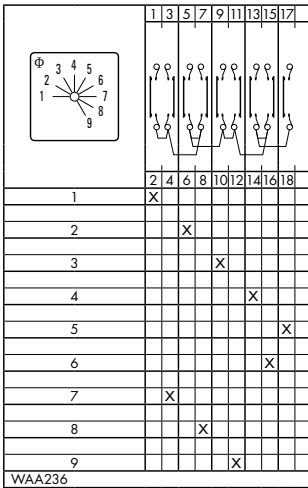 1 3 5 7 9 11 13 15 17
Φ
1 2 3 4 5 6 7 8 9
2 4 6 8 10 12 14 16 18
1 X
2 X
3 X
4 X
5 X
6 X
7 X
8 X
9 X
WAA236